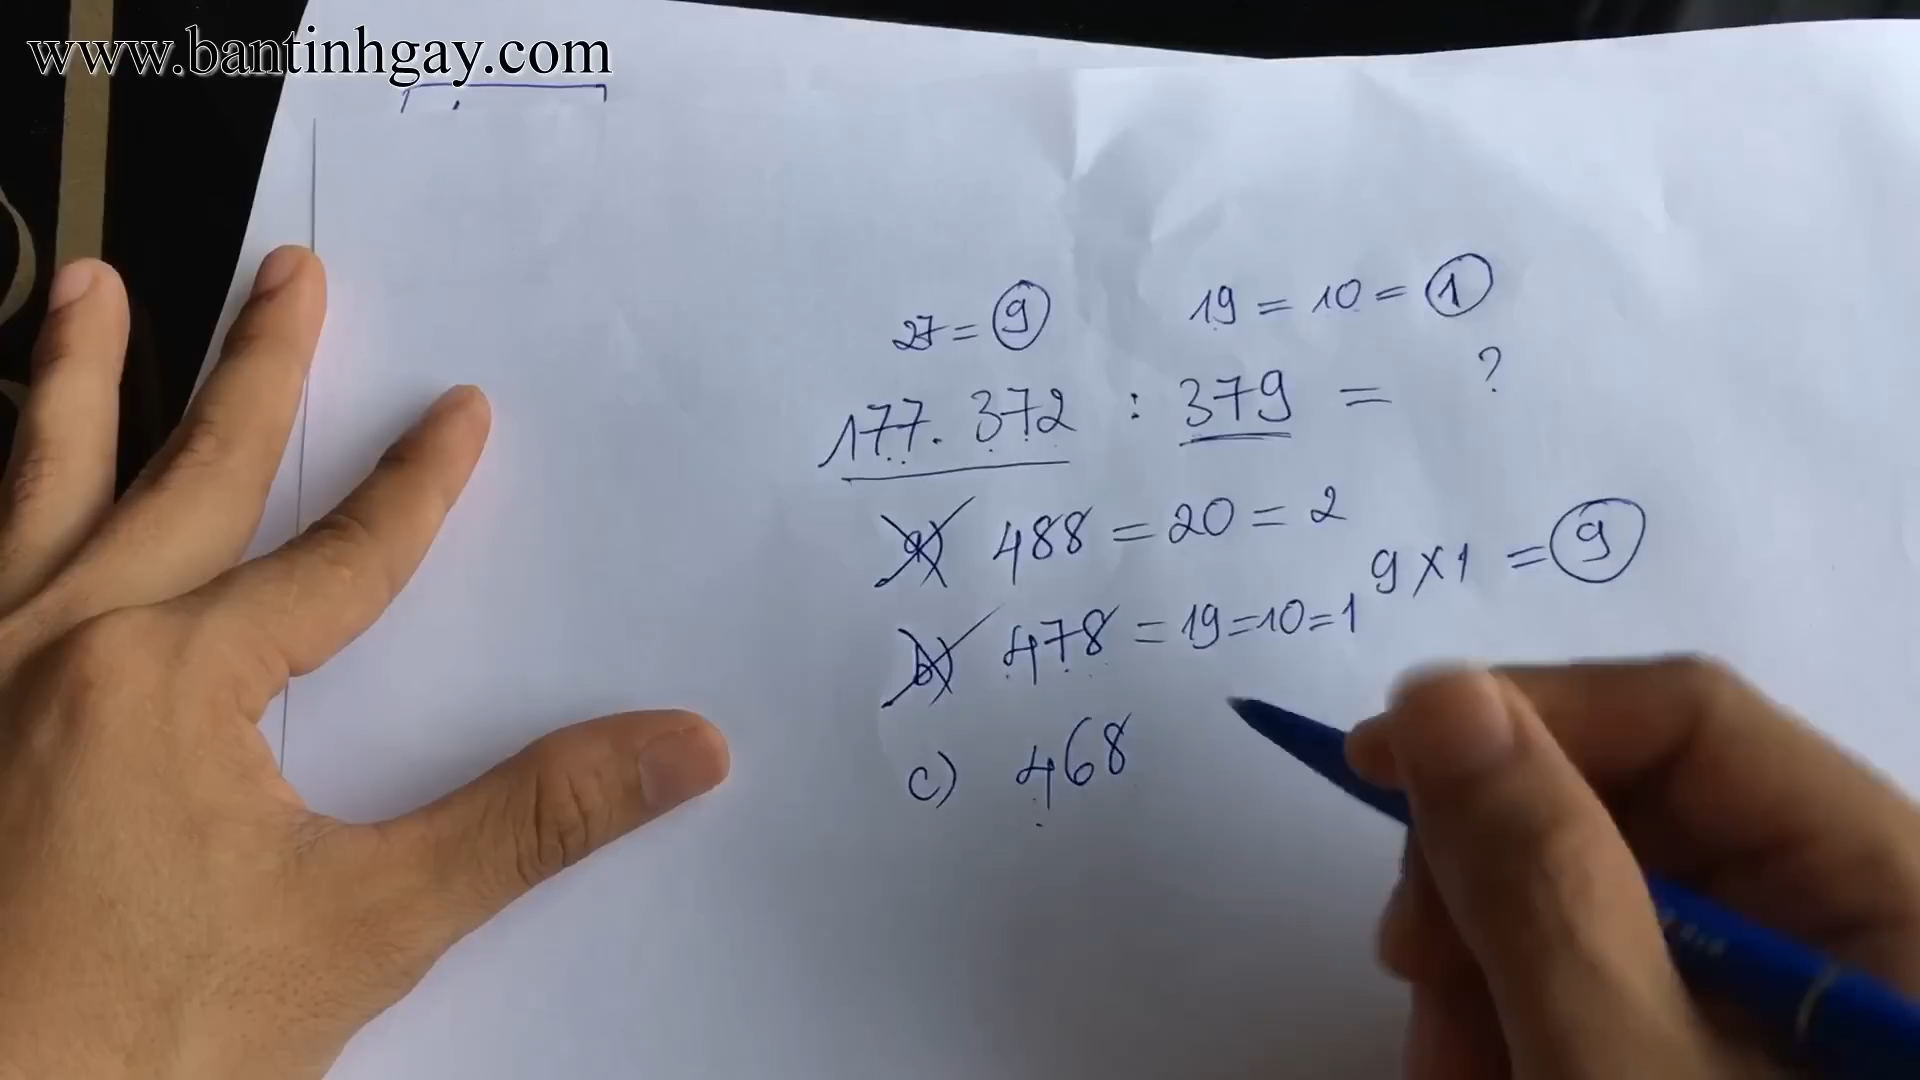 www.bantinhgay.com
27 = 9 19 = 10 = 1
177.372 : 379 = ?
a) 488 = 20 = 2
9 x 1 = 9
b) 478 = 19 = 10 = 1
c) 468